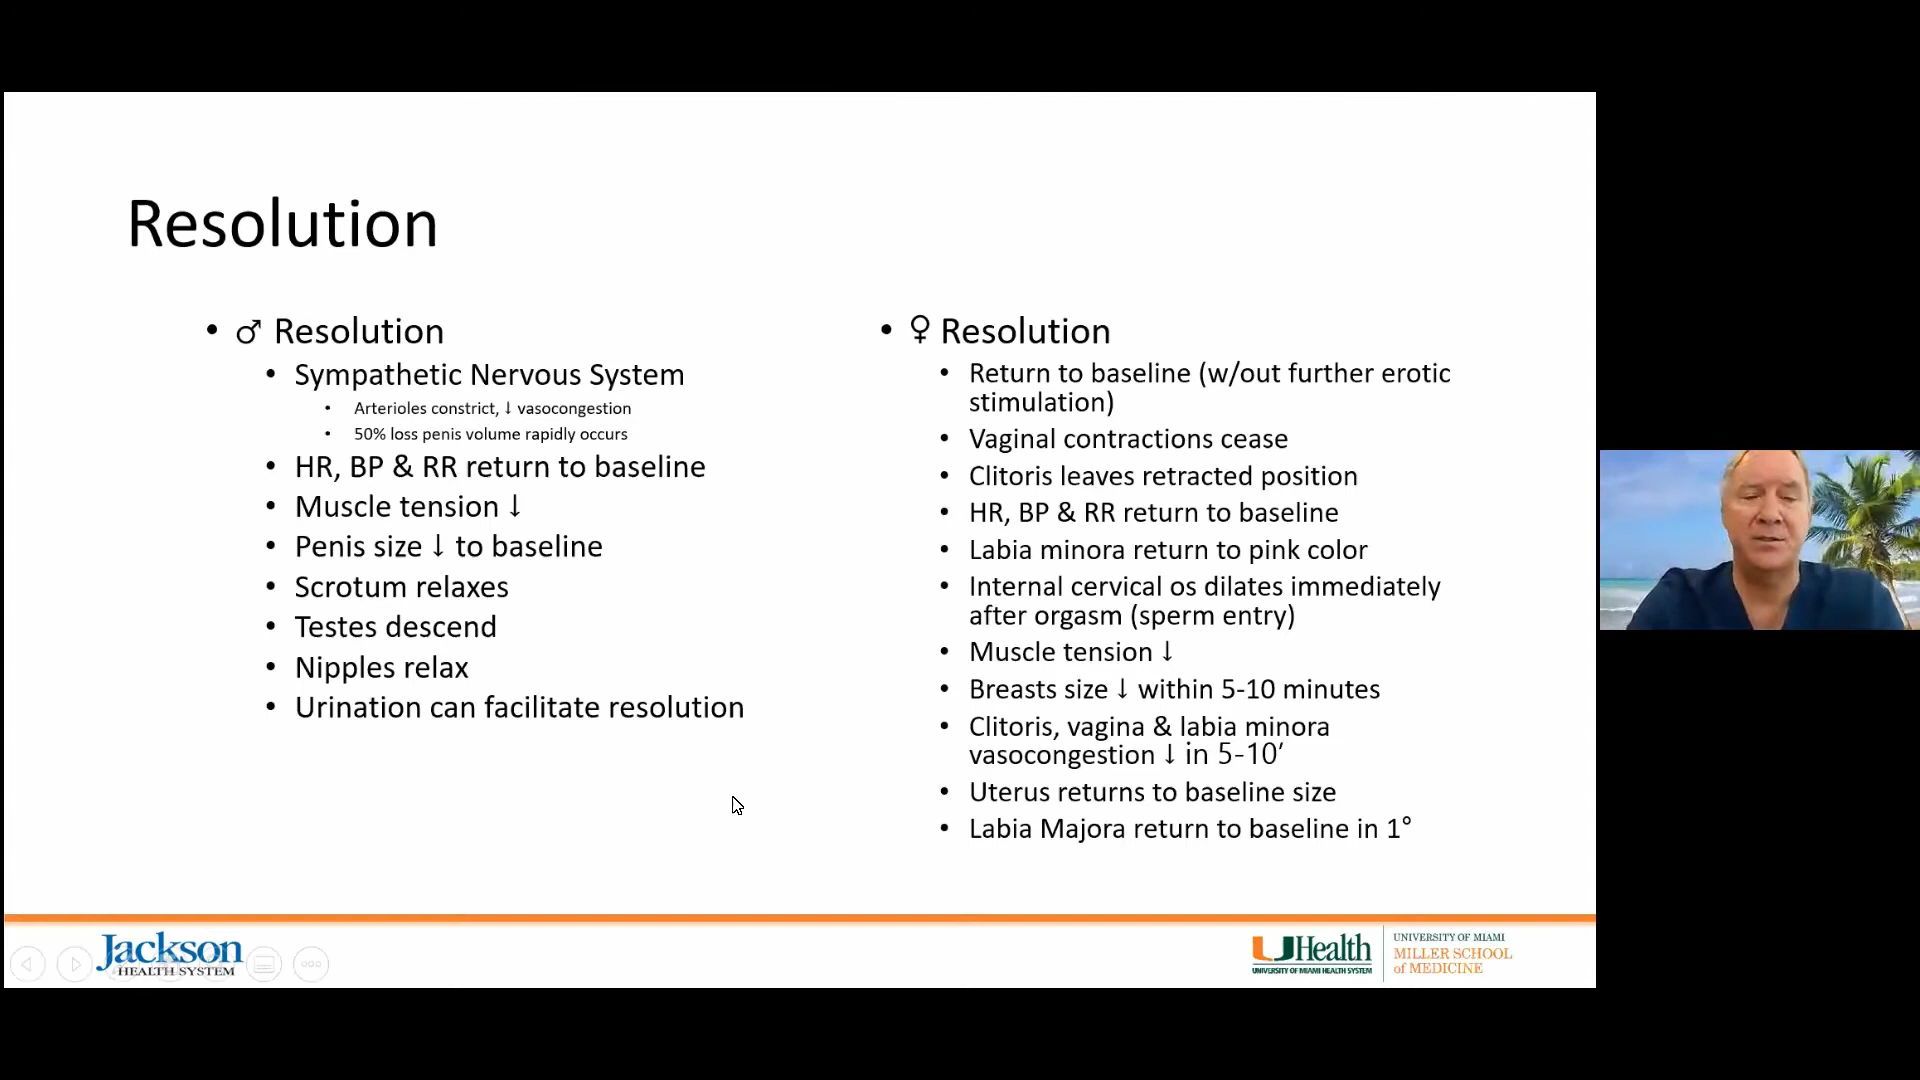 Resolution
• ♂ Resolution
• Sympathetic Nervous System
• Arterioles constrict, ↓ vasocongestion
• 50% loss penis volume rapidly occurs
• HR, BP & RR return to baseline
• Muscle tension ↓
• Penis size ↓ to baseline
• Scrotum relaxes
• Testes descend
• Nipples relax
• Urination can facilitate resolution
• ♀ Resolution
• Return to baseline (w/out further erotic
stimulation)
• Vaginal contractions cease
• Clitoris leaves retracted position
• HR, BP & RR return to baseline
• Labia minora return to pink color
• Internal cervical os dilates immediately
after orgasm (sperm entry)
• Muscle tension ↓
• Breasts size ↓ within 5-10 minutes
• Clitoris, vagina & labia minora
vasocongestion ↓ in 5-10′
• Uterus returns to baseline size
• Labia Majora return to baseline in 1°
Jackson
HEALTH SYSTEM
UHealth
UNIVERSITY OF MIAMI HEALTH SYSTEM
UNIVERSITY OF MIAMI
MILLER SCHOOL
of MEDICINE